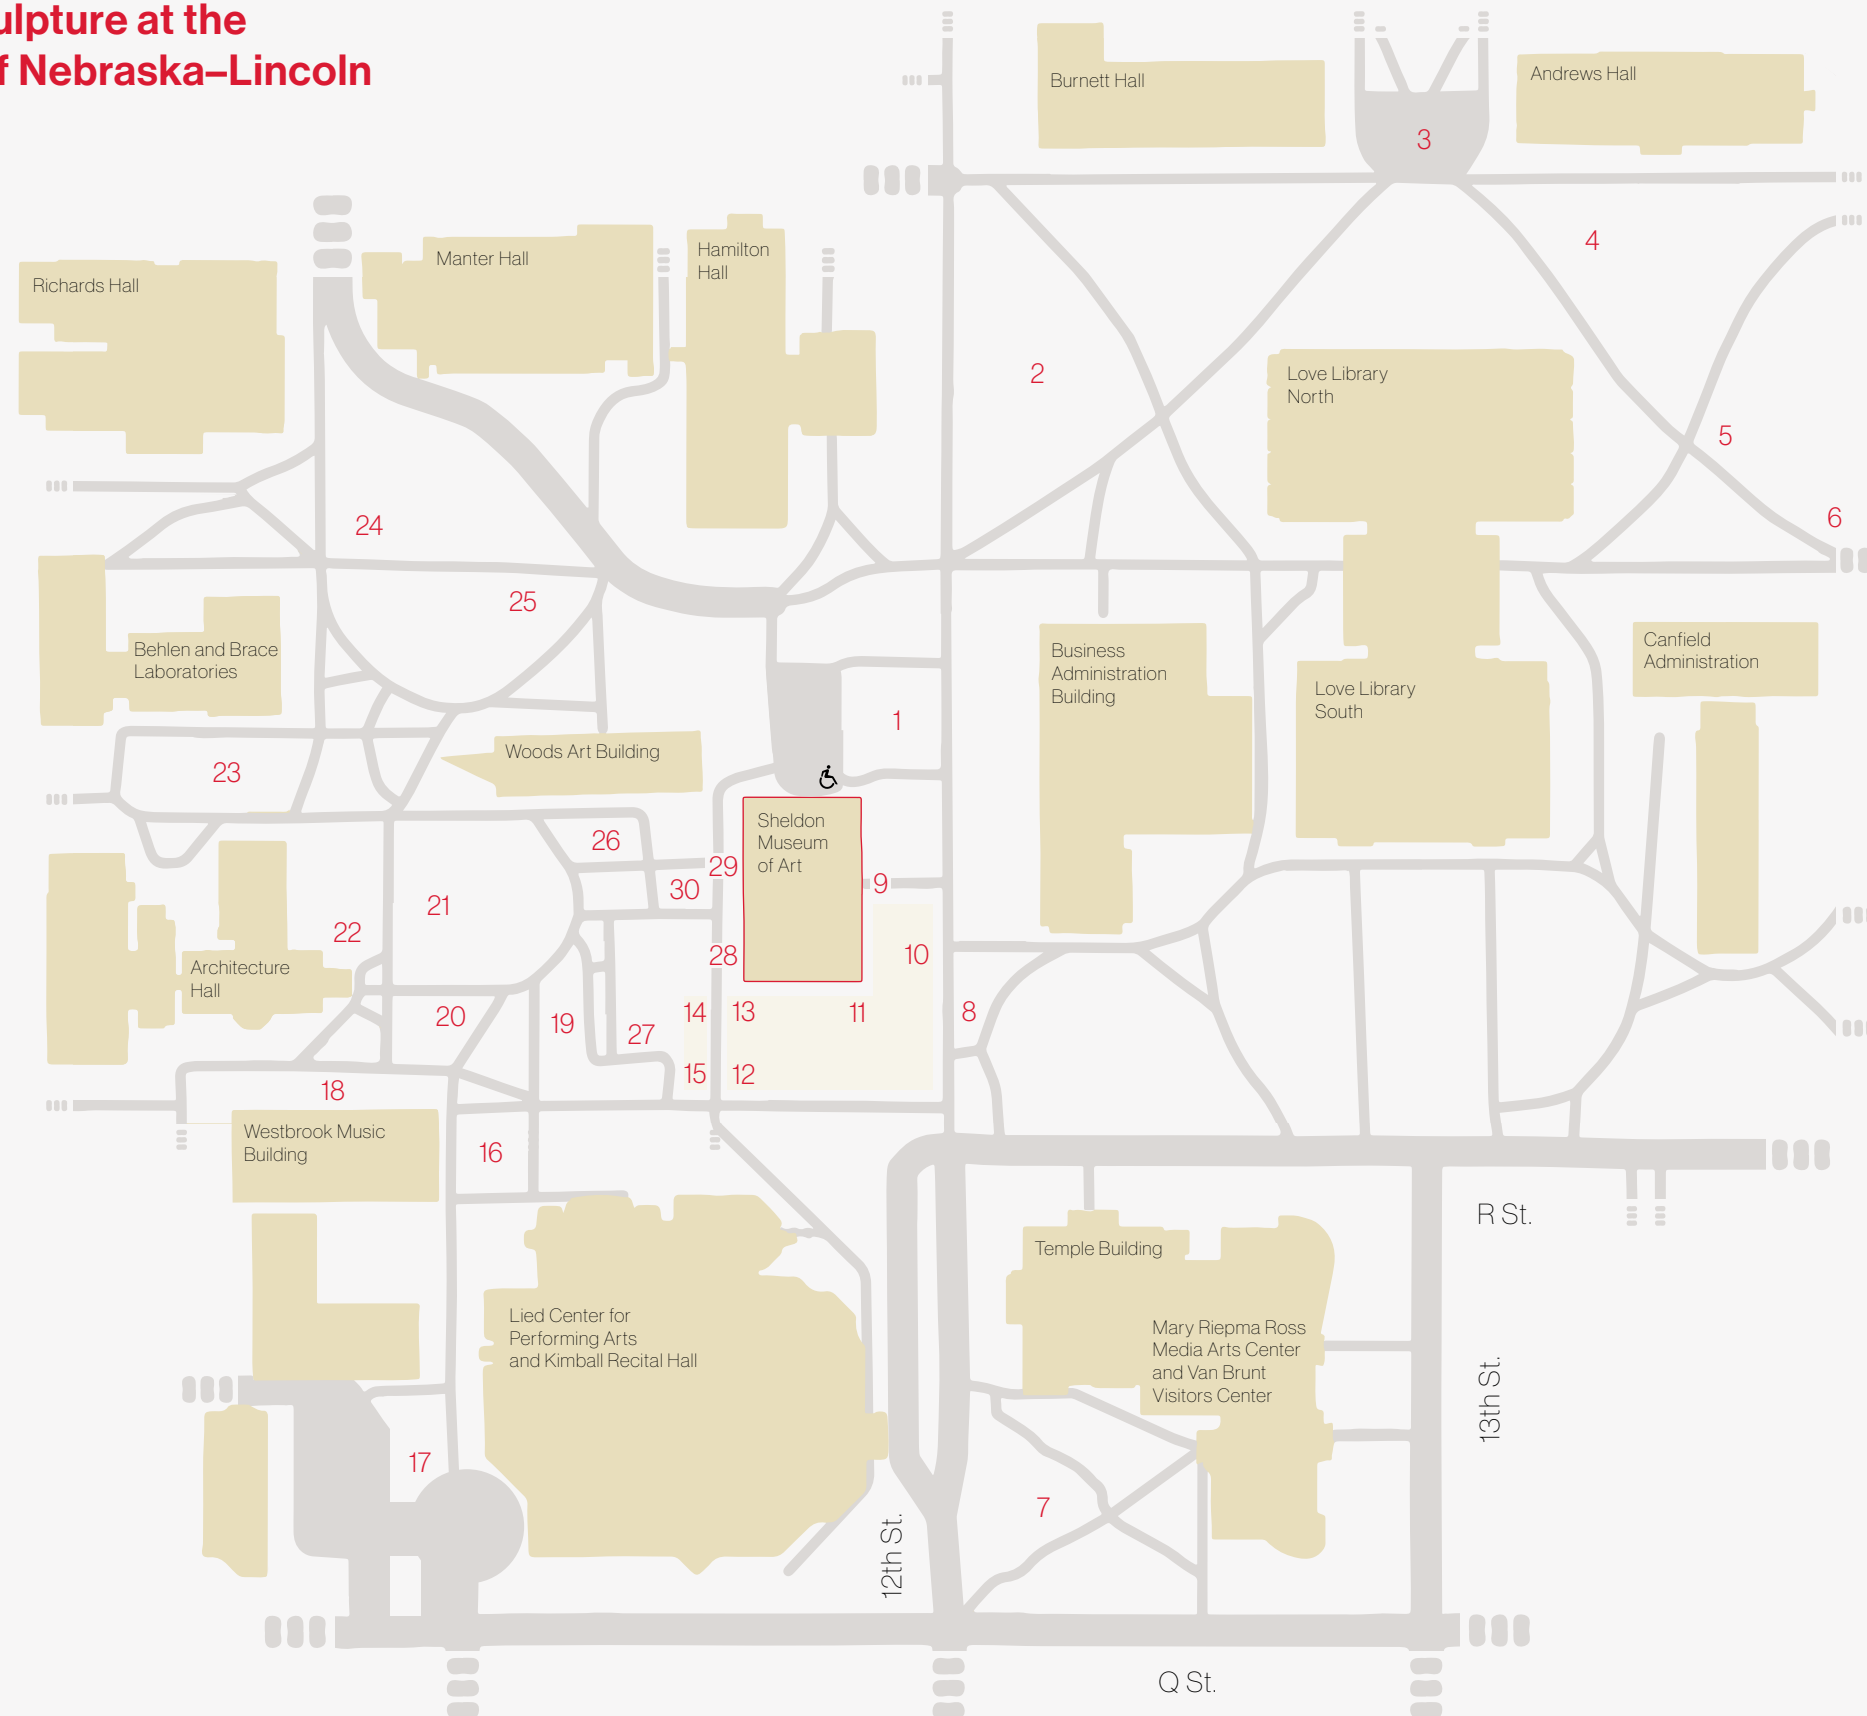 ulpture at the
f Nebraska–Lincoln
Burnett Hall
Andrews Hall
3
Richards Hall
Manter Hall
Hamilton
Hall
4
2
Love Library
North
5
6
24
25
Behlen and Brace
Laboratories
Business
Administration
Building
Canfield
Administration
Love Library
South
1
Woods Art Building
23
Sheldon
Museum
of Art
26
29
30
9
21
22
28
10
Architecture
Hall
20
19
27
14
13
11
8
15
12
18
Westbrook Music
Building
16
R St.
Temple Building
Lied Center for
Performing Arts
and Kimball Recital Hall
Mary Riepma Ross
Media Arts Center
and Van Brunt
Visitors Center
13th St.
17
7
12th St.
Q St.